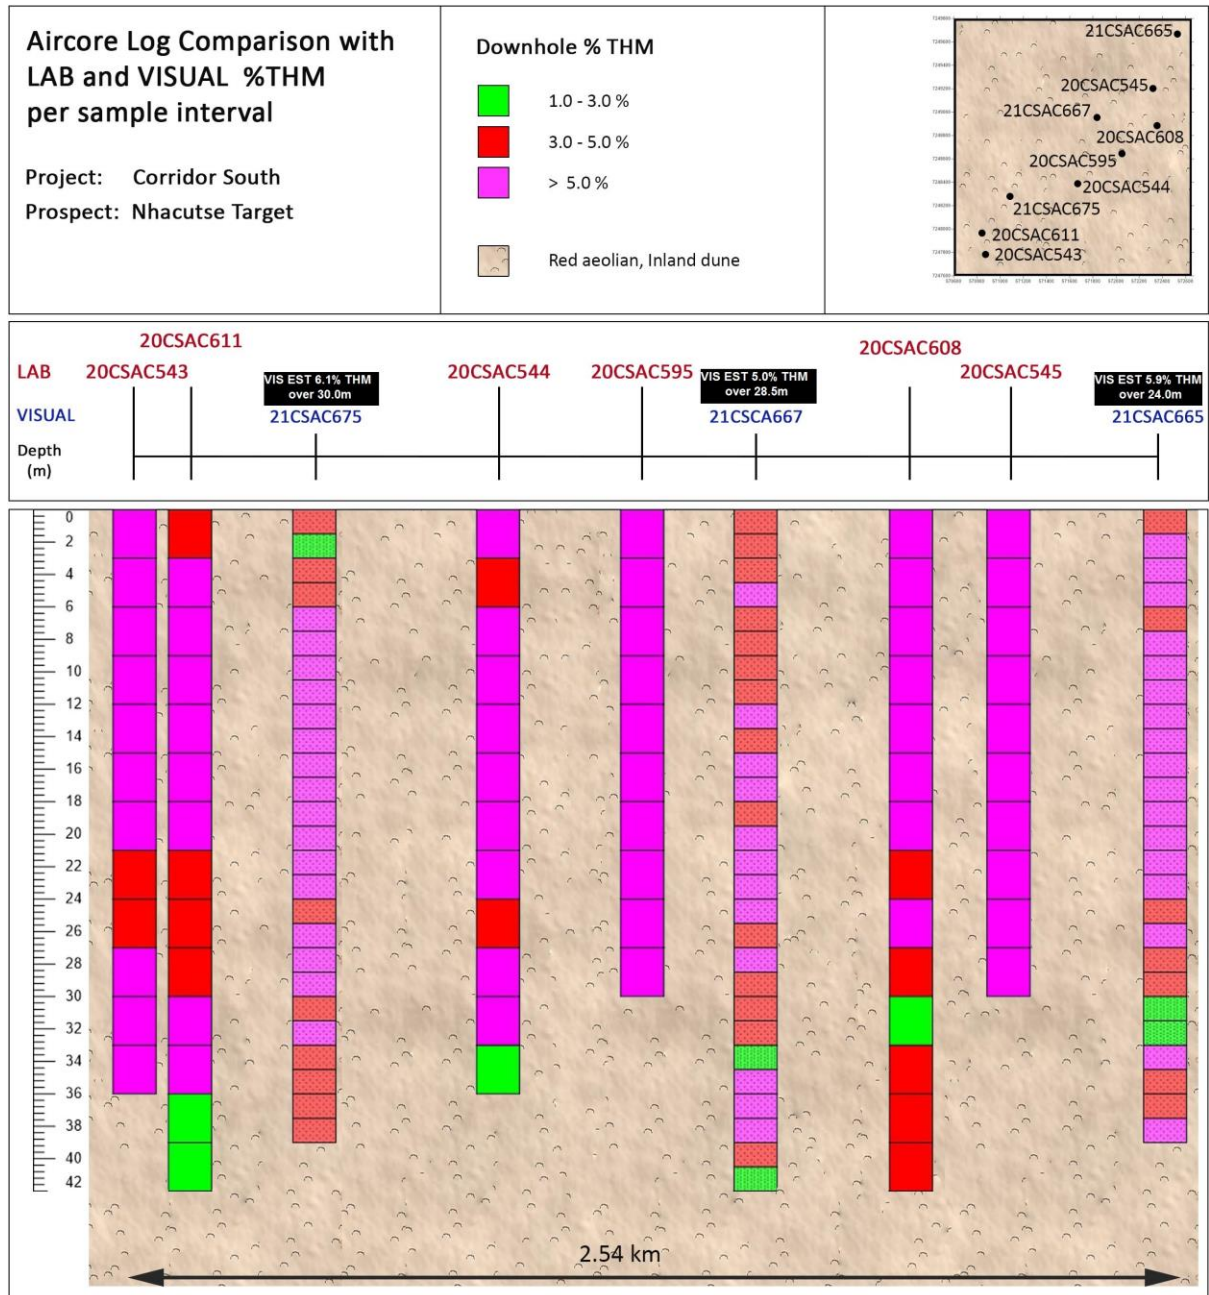 Aircore Log Comparison with
LAB and VISUAL %THM
per sample interval
Project: Corridor South
Prospect: Nhacutse Target
Downhole % THM
1.0 - 3.0 %
3.0 - 5.0 %
> 5.0 %
Red aeolian, Inland dune
21CSAC665
20CSAC545
21CSAC667
20CSAC608
20CSAC595
20CSAC544
21CSAC675
20CSAC611
20CSAC543
20CSAC611
20CSAC608
LAB 20CSAC543 20CSAC544 20CSAC595 20CSAC545
VIS EST 6.1% THM
over 30.0m
VIS EST 5.0% THM
over 28.5m
VIS EST 5.9% THM
over 24.0m
VISUAL 21CSAC675 21CSCA667 21CSAC665
Depth
(m)
0
2
4
6
8
10
12
14
16
18
20
22
24
26
28
30
32
34
36
38
40
42
2.54 km